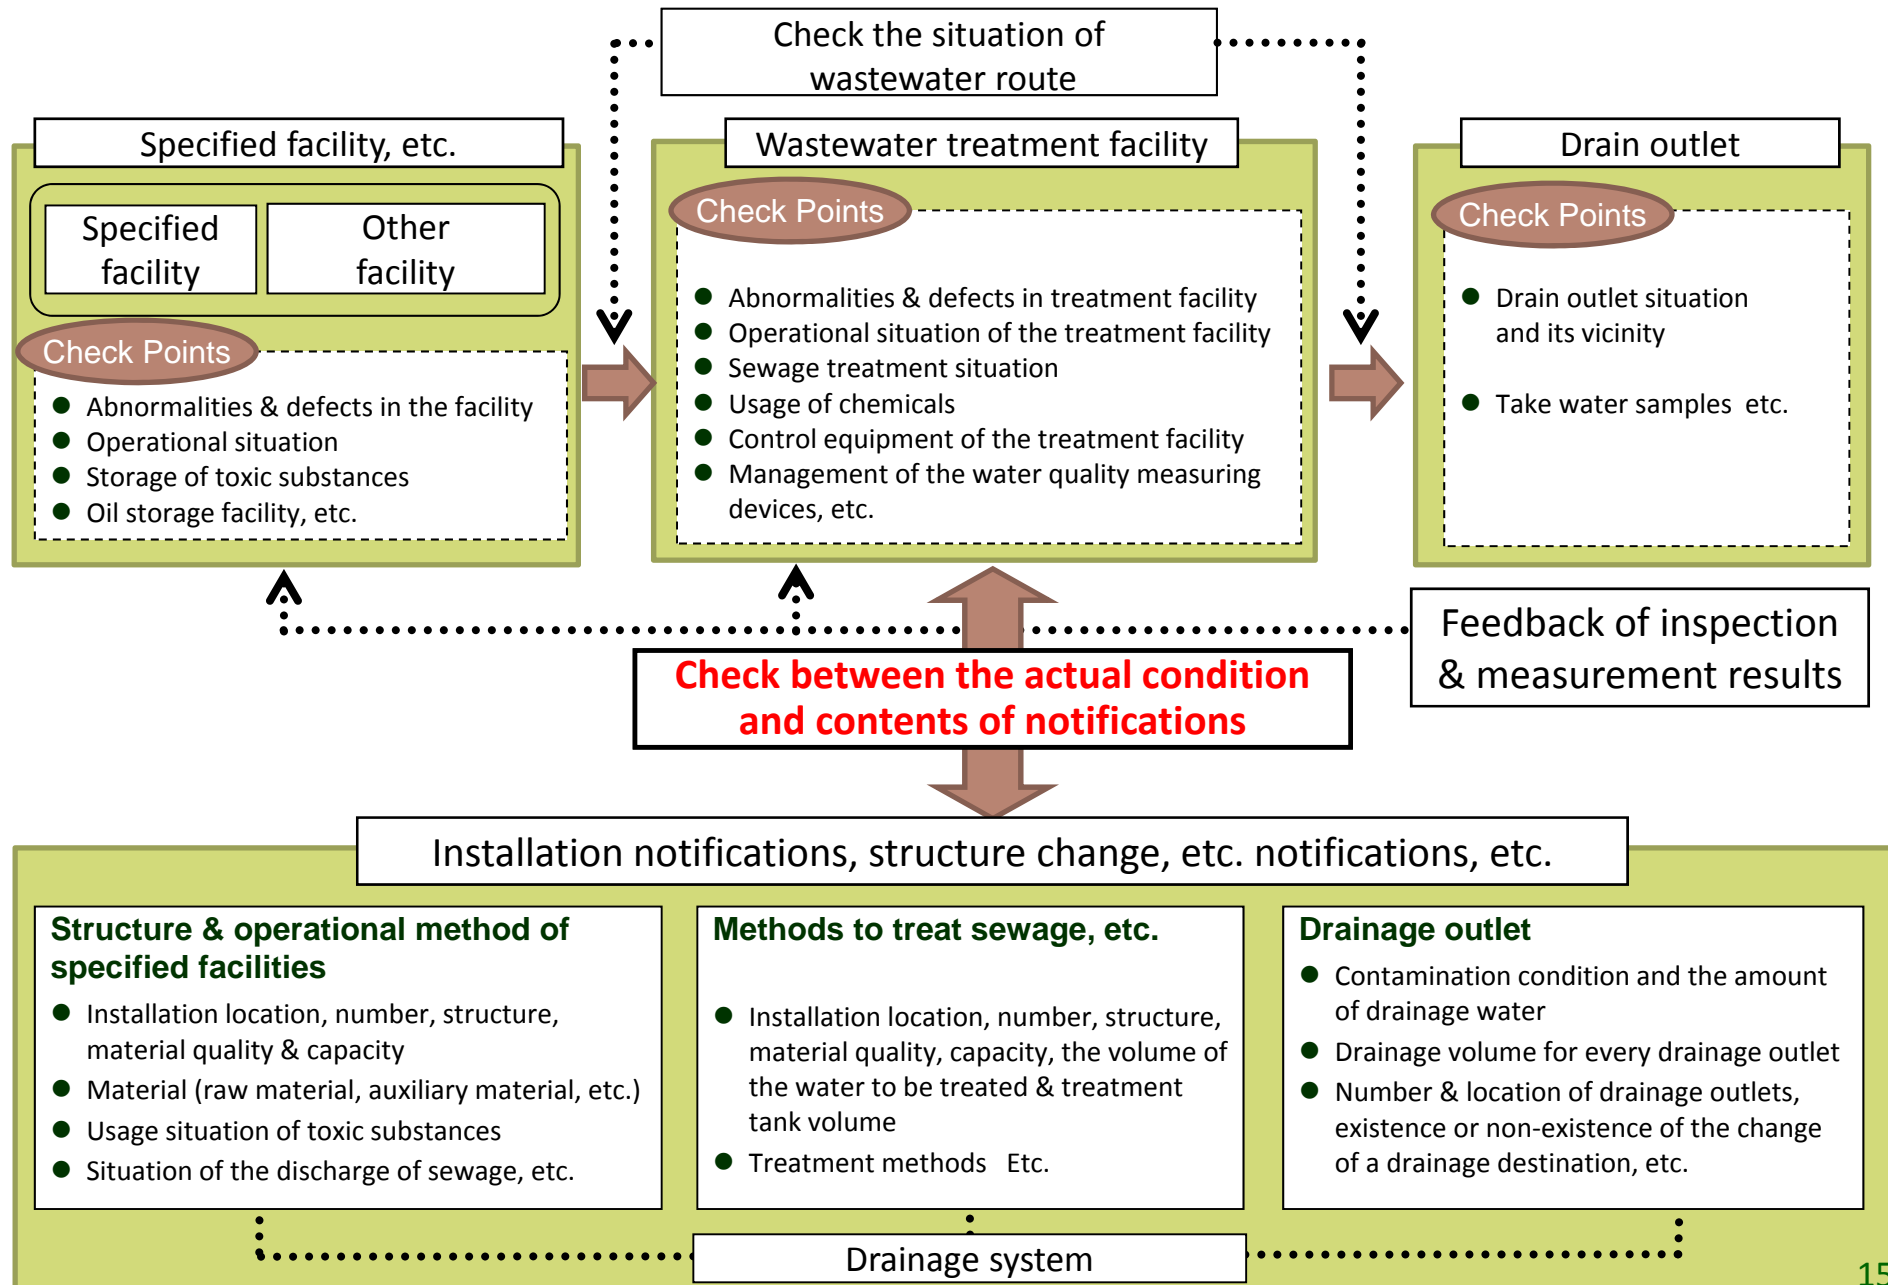 Check the situation of
wastewater route
Specified facility, etc.
Specified
facility
Other
facility
Check Points
● Abnormalities & defects in the facility
● Operational situation
● Storage of toxic substances
● Oil storage facility, etc.
Wastewater treatment facility
Check Points
● Abnormalities & defects in treatment facility
● Operational situation of the treatment facility
● Sewage treatment situation
● Usage of chemicals
● Control equipment of the treatment facility
● Management of the water quality measuring
devices, etc.
Drain outlet
Check Points
● Drain outlet situation
and its vicinity
● Take water samples etc.
Feedback of inspection
& measurement results
Check between the actual condition
and contents of notifications
Installation notifications, structure change, etc. notifications, etc.
Structure & operational method of
specified facilities
● Installation location, number, structure,
material quality & capacity
● Material (raw material, auxiliary material, etc.)
● Usage situation of toxic substances
● Situation of the discharge of sewage, etc.
Methods to treat sewage, etc.
● Installation location, number, structure,
material quality, capacity, the volume of
the water to be treated & treatment
tank volume
● Treatment methods Etc.
Drainage outlet
● Contamination condition and the amount
of drainage water
● Drainage volume for every drainage outlet
● Number & location of drainage outlets,
existence or non-existence of the change
of a drainage destination, etc.
Drainage system
15